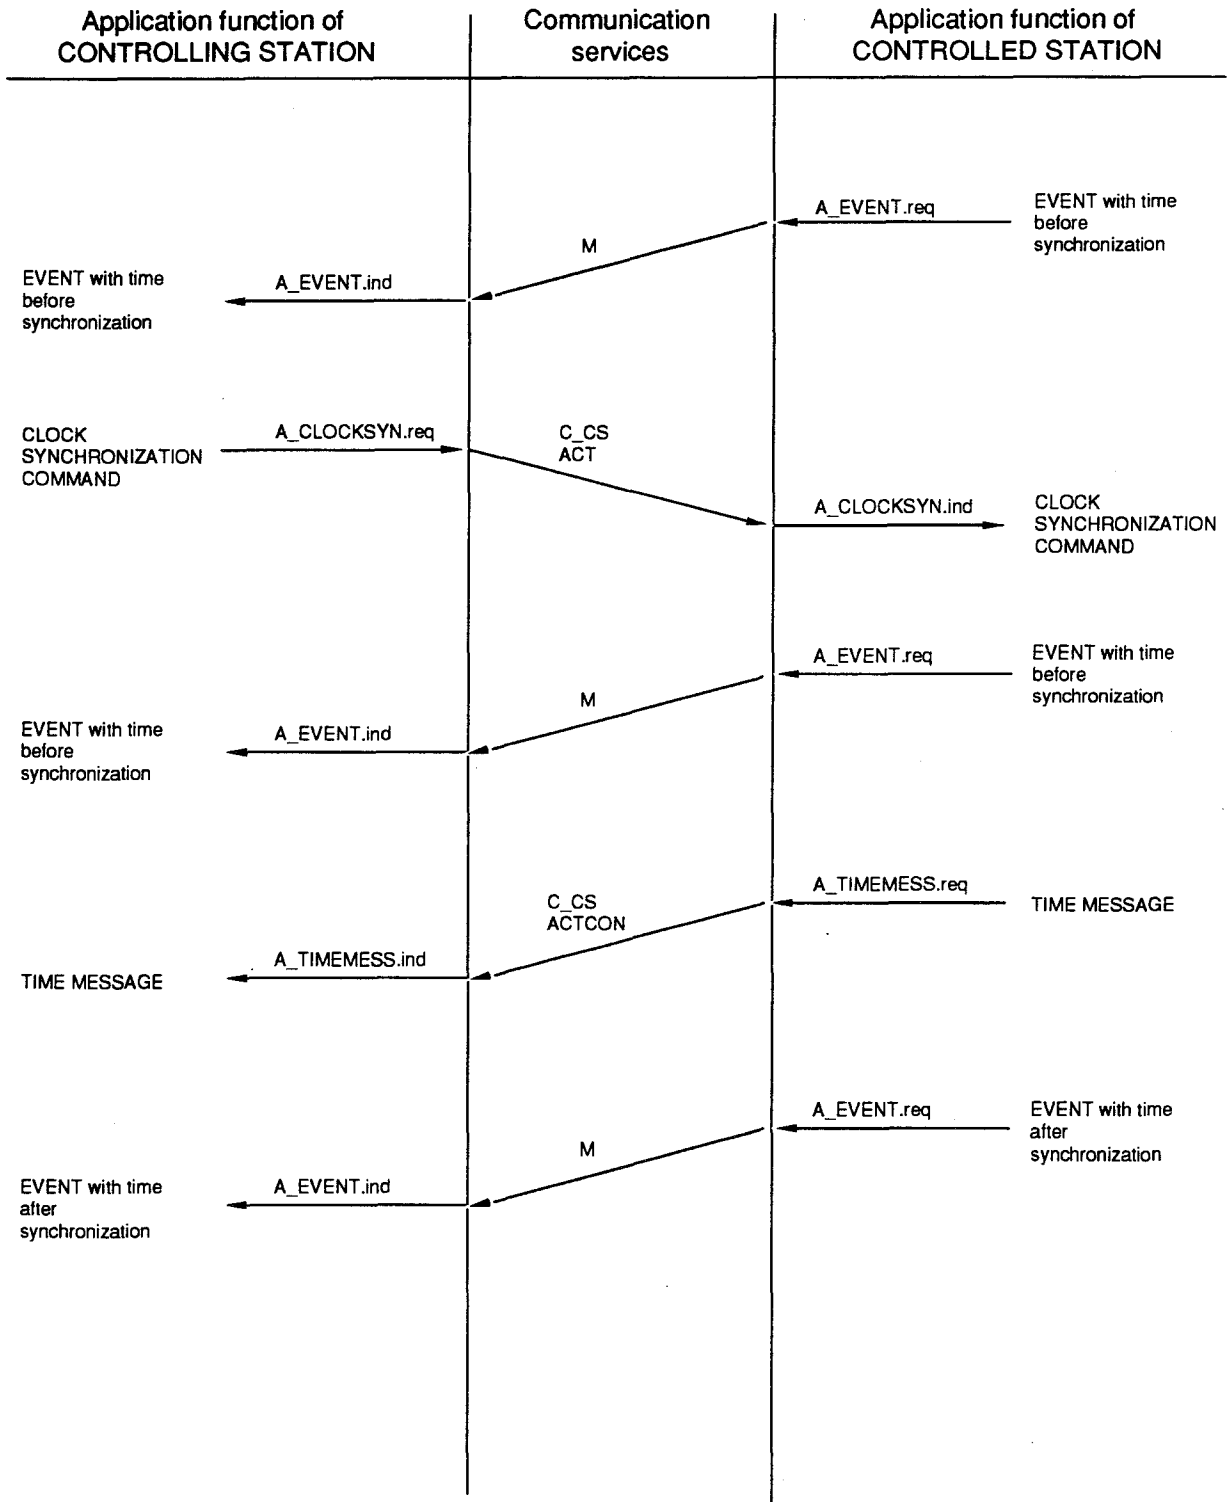 Application function of
CONTROLLING STATION
Communication
services
Application function of
CONTROLLED STATION
A_EVENT.req
EVENT with time
before
synchronization
M
EVENT with time
before
synchronization
A_EVENT.ind
CLOCK
SYNCHRONIZATION
COMMAND
A_CLOCKSYN.req
C_CS
ACT
A_CLOCKSYN.ind
CLOCK
SYNCHRONIZATION
COMMAND
A_EVENT.req
EVENT with time
before
synchronization
M
EVENT with time
before
synchronization
A_EVENT.ind
A_TIMEMESS.req
TIME MESSAGE
C_CS
ACTCON
A_TIMEMESS.ind
TIME MESSAGE
A_EVENT.req
EVENT with time
after
synchronization
M
EVENT with time
after
synchronization
A_EVENT.ind